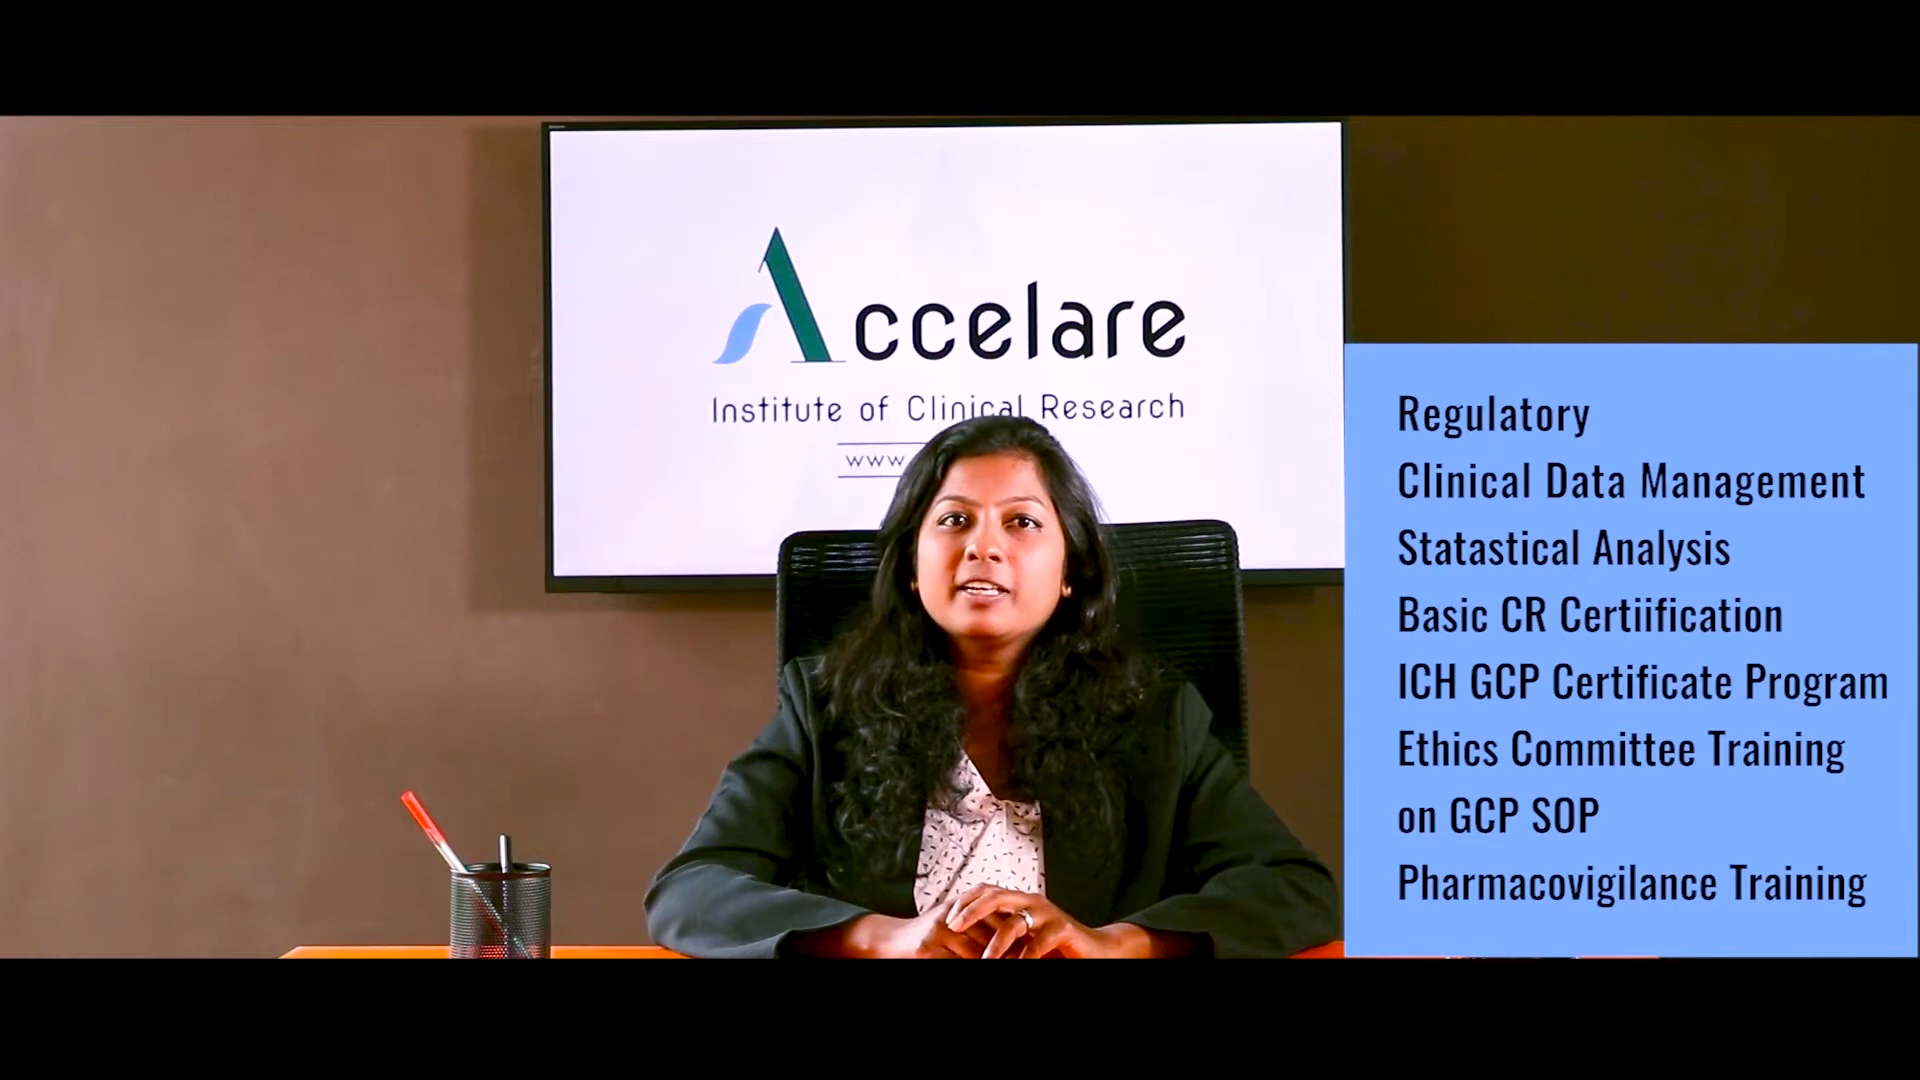 Accelare
Institute of Clinical Research
www.
Regulatory
Clinical Data Management
Statastical Analysis
Basic CR Certiification
ICH GCP Certificate Program
Ethics Committee Training
on GCP SOP
Pharmacovigilance Training